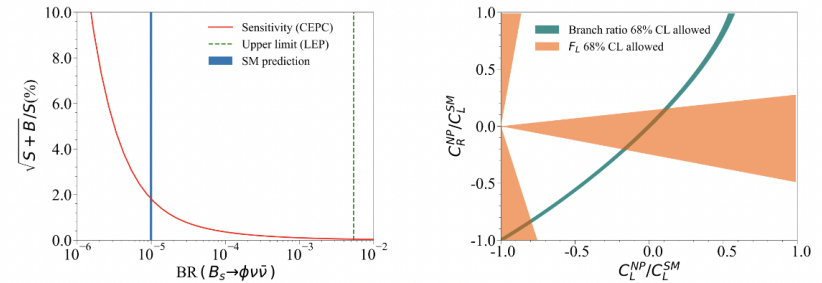 10.0
8.0
6.0
4.0
2.0
0.0
√S + B /S(%)
Sensitivity (CEPC)
Upper limit (LEP)
SM prediction
10⁻⁶ 10⁻⁵ 10⁻⁴ 10⁻³ 10⁻²
BR (Bₛ→ϕνν̄)
1.0
0.5
0.0
-0.5
-1.0
C_R^{NP}/C_L^{SM}
Branch ratio 68% CL allowed
F_L 68% CL allowed
-1.0 -0.5 0.0 0.5 1.0
C_L^{NP}/C_L^{SM}